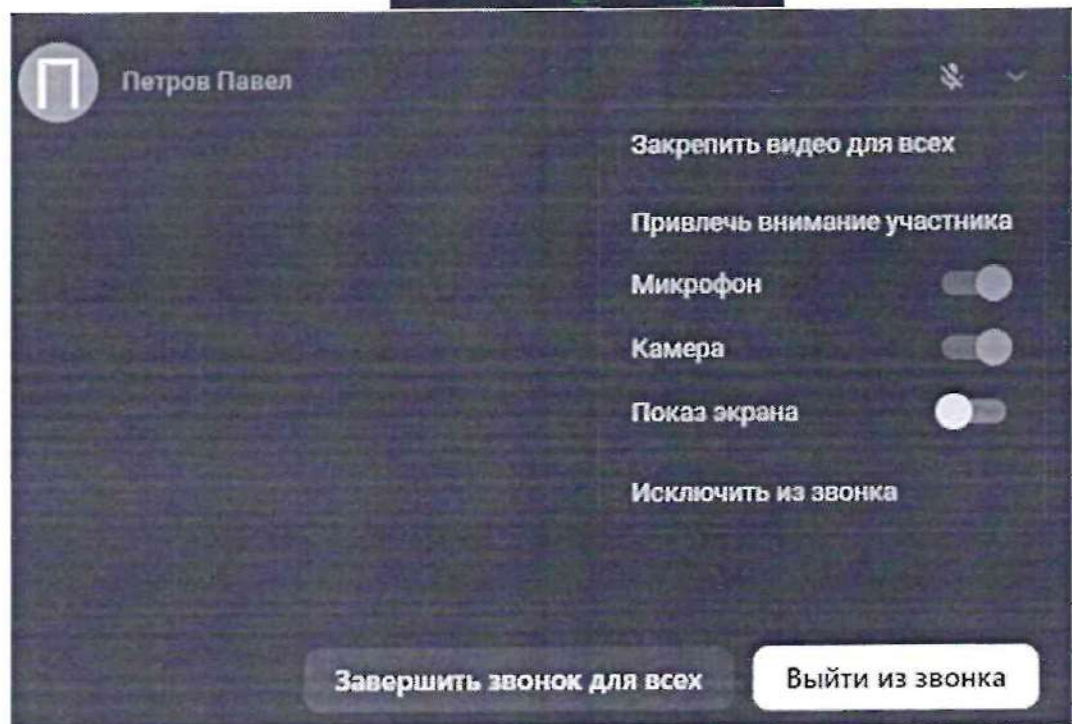 П Петров Павел
Закрепить видео для всех
Привлечь внимание участника
Микрофон
Камера
Показ экрана
Исключить из звонка
Завершить звонок для всех
Выйти из звонка